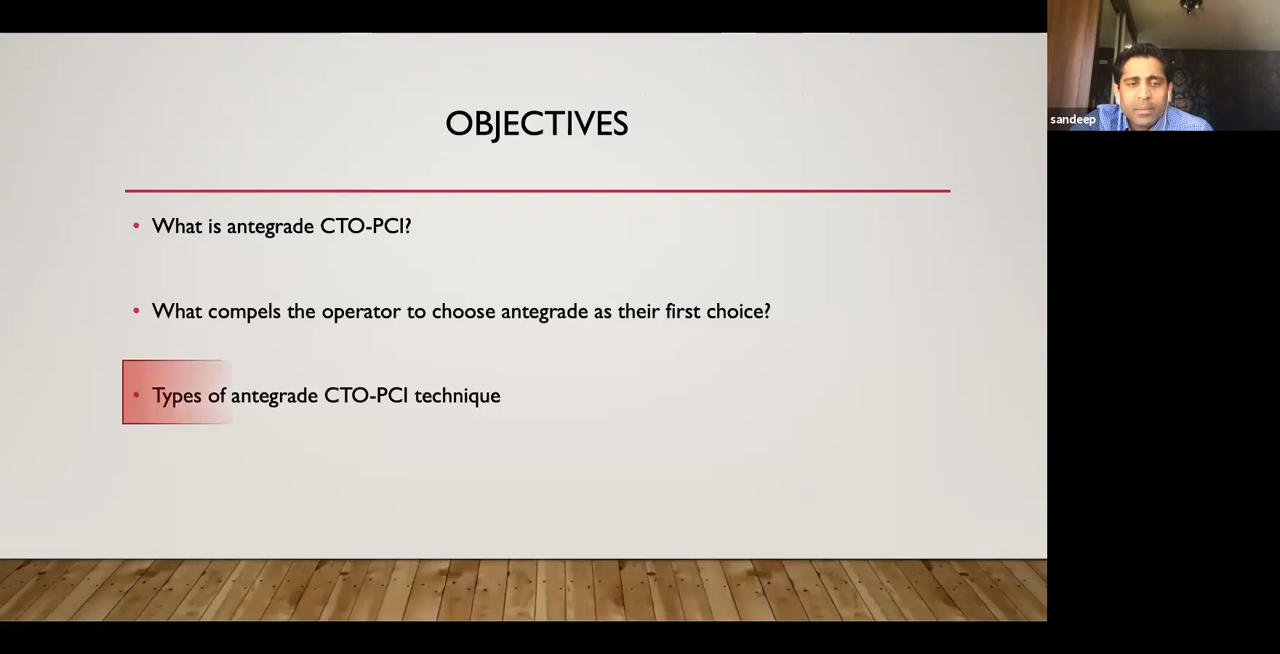 OBJECTIVES
• What is antegrade CTO-PCI?
• What compels the operator to choose antegrade as their first choice?
• Types of antegrade CTO-PCI technique
sandeep